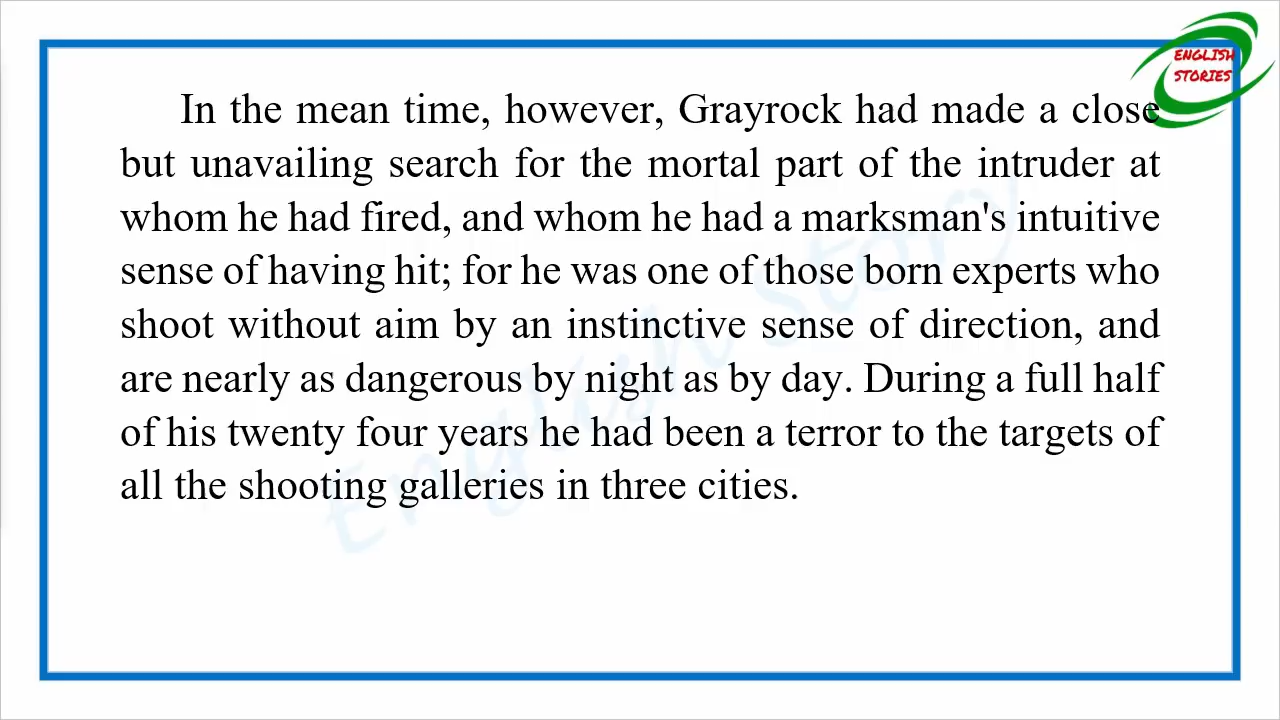 ENGLISH
STORIES
In the mean time, however, Grayrock had made a close
but unavailing search for the mortal part of the intruder at
whom he had fired, and whom he had a marksman's intuitive
sense of having hit; for he was one of those born experts who
shoot without aim by an instinctive sense of direction, and
are nearly as dangerous by night as by day. During a full half
of his twenty four years he had been a terror to the targets of
all the shooting galleries in three cities.
English Story